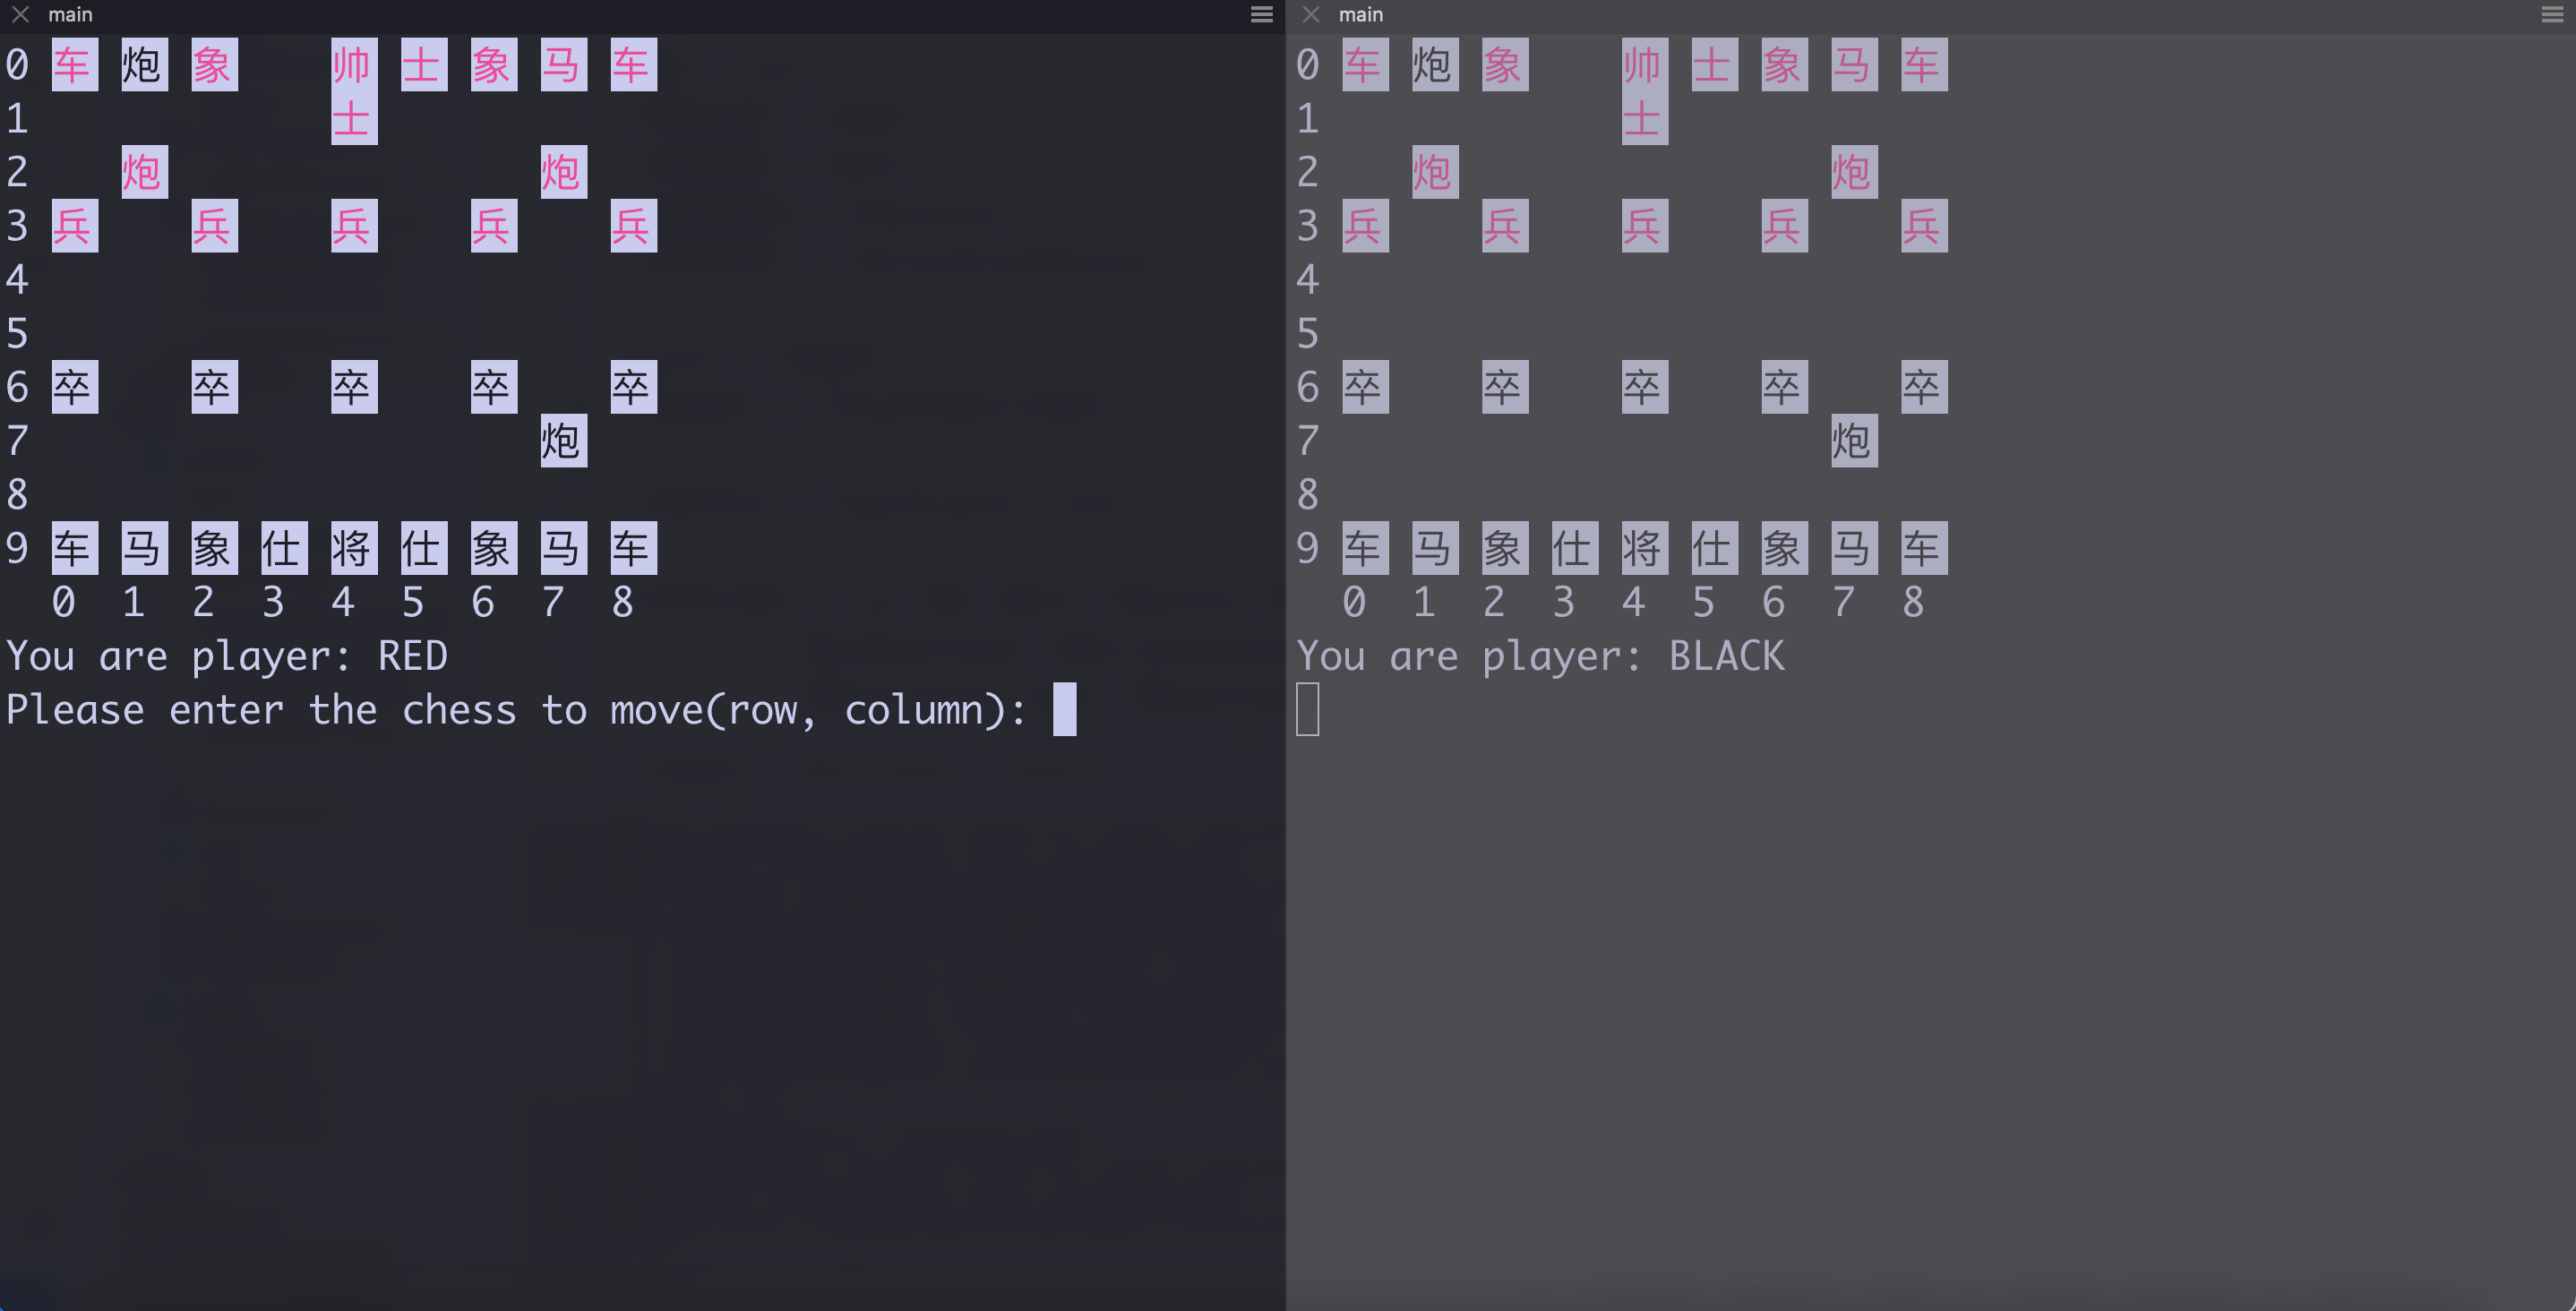 main
0 车 炮 象 帅 士 象 马 车
1 士
2 炮 炮
3 兵 兵 兵 兵 兵
4
5
6 卒 卒 卒 卒 卒
7 炮
8
9 车 马 象 仕 将 仕 象 马 车
0 1 2 3 4 5 6 7 8
You are player: RED
Please enter the chess to move(row, column):
main
0 车 炮 象 帅 士 象 马 车
1 士
2 炮 炮
3 兵 兵 兵 兵 兵
4
5
6 卒 卒 卒 卒 卒
7 炮
8
9 车 马 象 仕 将 仕 象 马 车
0 1 2 3 4 5 6 7 8
You are player: BLACK